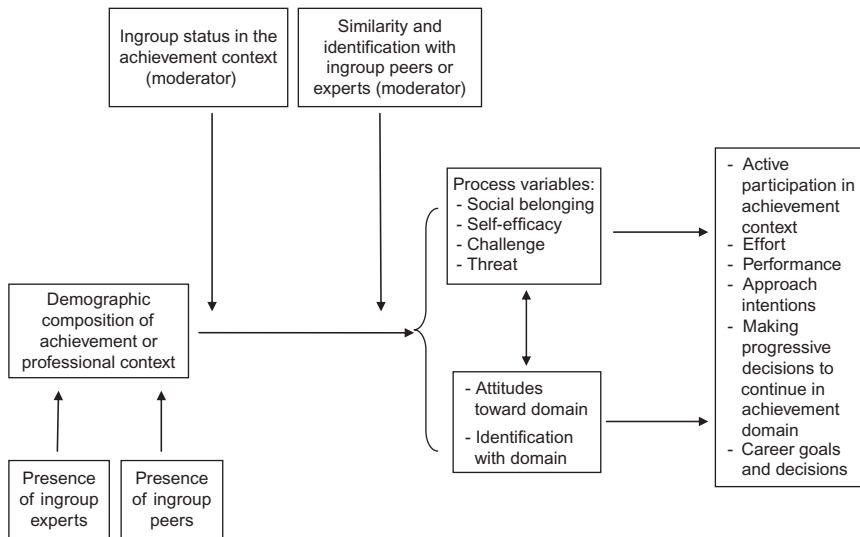 Ingroup status in the
achievement context
(moderator)
Similarity and
identification with
ingroup peers or
experts (moderator)
Process variables:
- Social belonging
- Self-efficacy
- Challenge
- Threat
- Active
participation in
achievement
context
- Effort
- Performance
- Approach
intentions
- Making
progressive
decisions to
continue in
achievement
domain
- Career goals
and decisions
Demographic
composition of
achievement or
professional context
- Attitudes
toward domain
- Identification
with domain
Presence
of ingroup
experts
Presence
of ingroup
peers